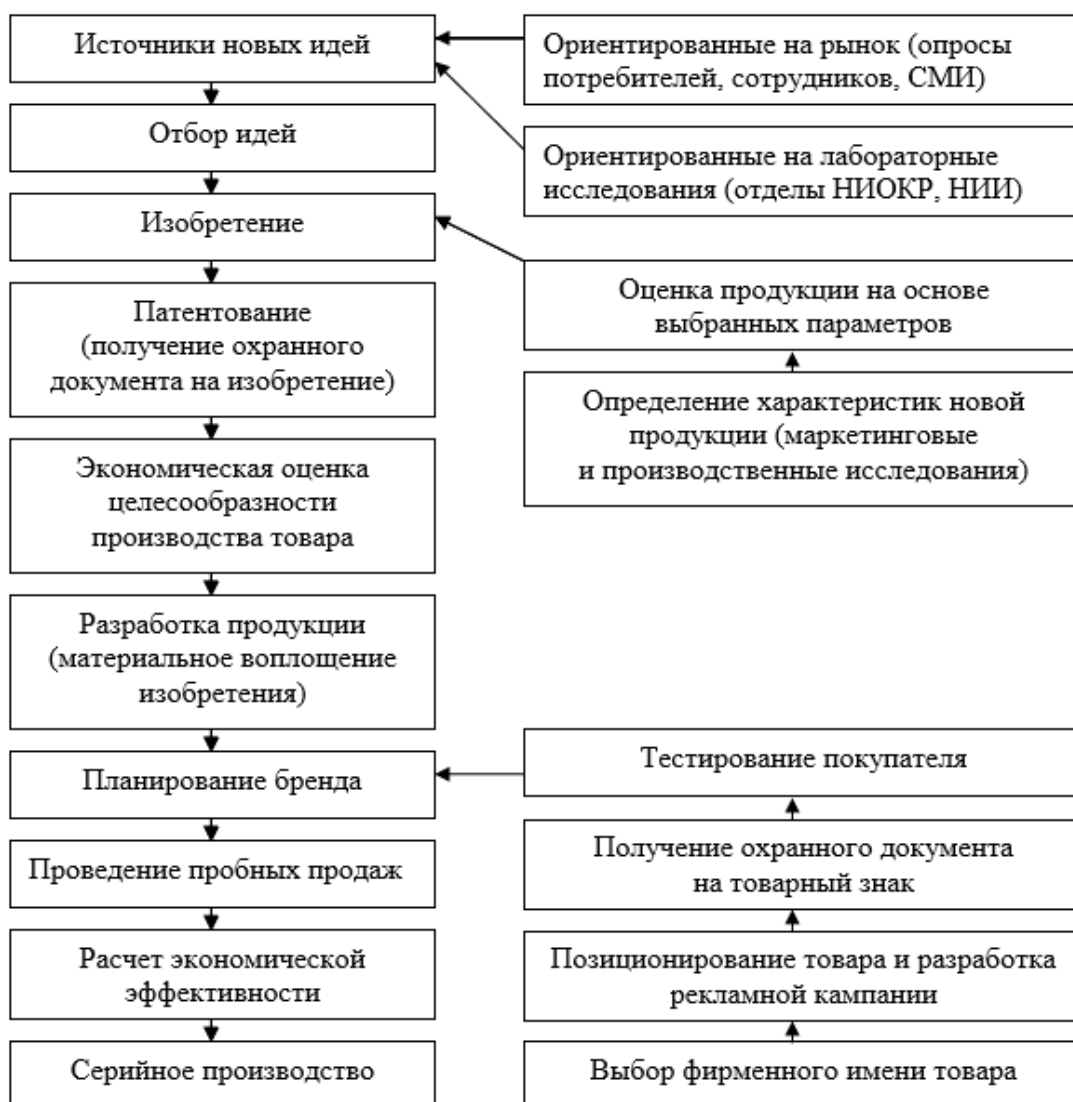 Источники новых идей
Ориентированные на рынок (опросы
потребителей, сотрудников, СМИ)
Отбор идей
Ориентированные на лабораторные
исследования (отделы НИОКР, НИИ)
Изобретение
Оценка продукции на основе
выбранных параметров
Патентование
(получение охранного
документа на изобретение)
Определение характеристик новой
продукции (маркетинговые
и производственные исследования)
Экономическая оценка
целесообразности
производства товара
Разработка продукции
(материальное воплощение
изобретения)
Планирование бренда
Тестирование покупателя
Проведение пробных продаж
Получение охранного документа
на товарный знак
Расчет экономической
эффективности
Позиционирование товара и разработка
рекламной кампании
Серийное производство
Выбор фирменного имени товара